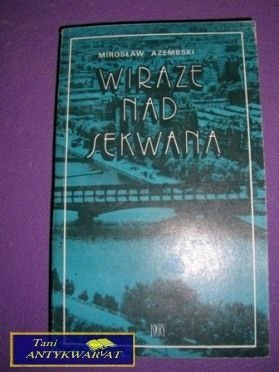 MIROSŁAW AZEMBSKI
WIRAŻE
NAD
SEKWANĄ
Tani
ANTYKWARIAT